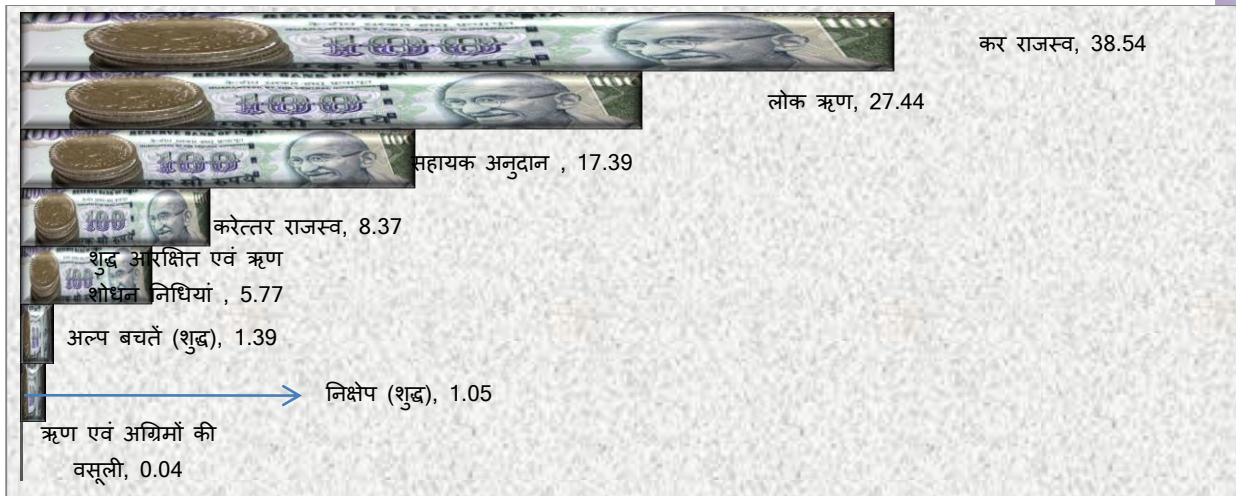 कर राजस्व, 38.54
लोक ऋण, 27.44
सहायक अनुदान , 17.39
करेत्तर राजस्व, 8.37
शुद्ध आरक्षित एवं ऋण
शोधन निधियां , 5.77
अल्प बचतें (शुद्ध), 1.39
निक्षेप (शुद्ध), 1.05
ऋण एवं अग्रिमों की
वसूली, 0.04